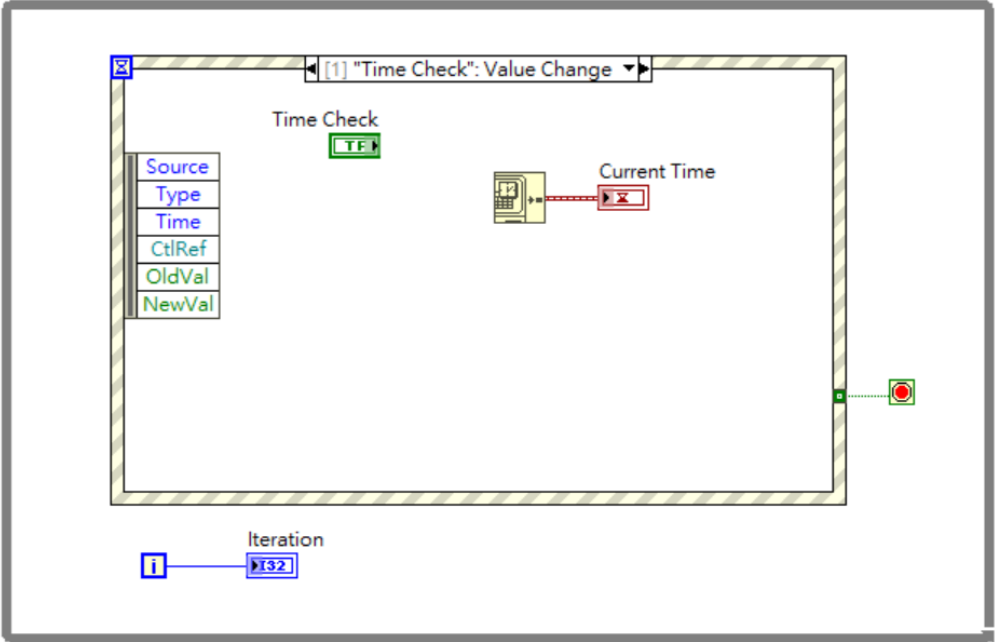 [1] "Time Check": Value Change
Time Check
TF
Current Time
Source
Type
Time
CtlRef
OldVal
NewVal
Iteration
i
I32